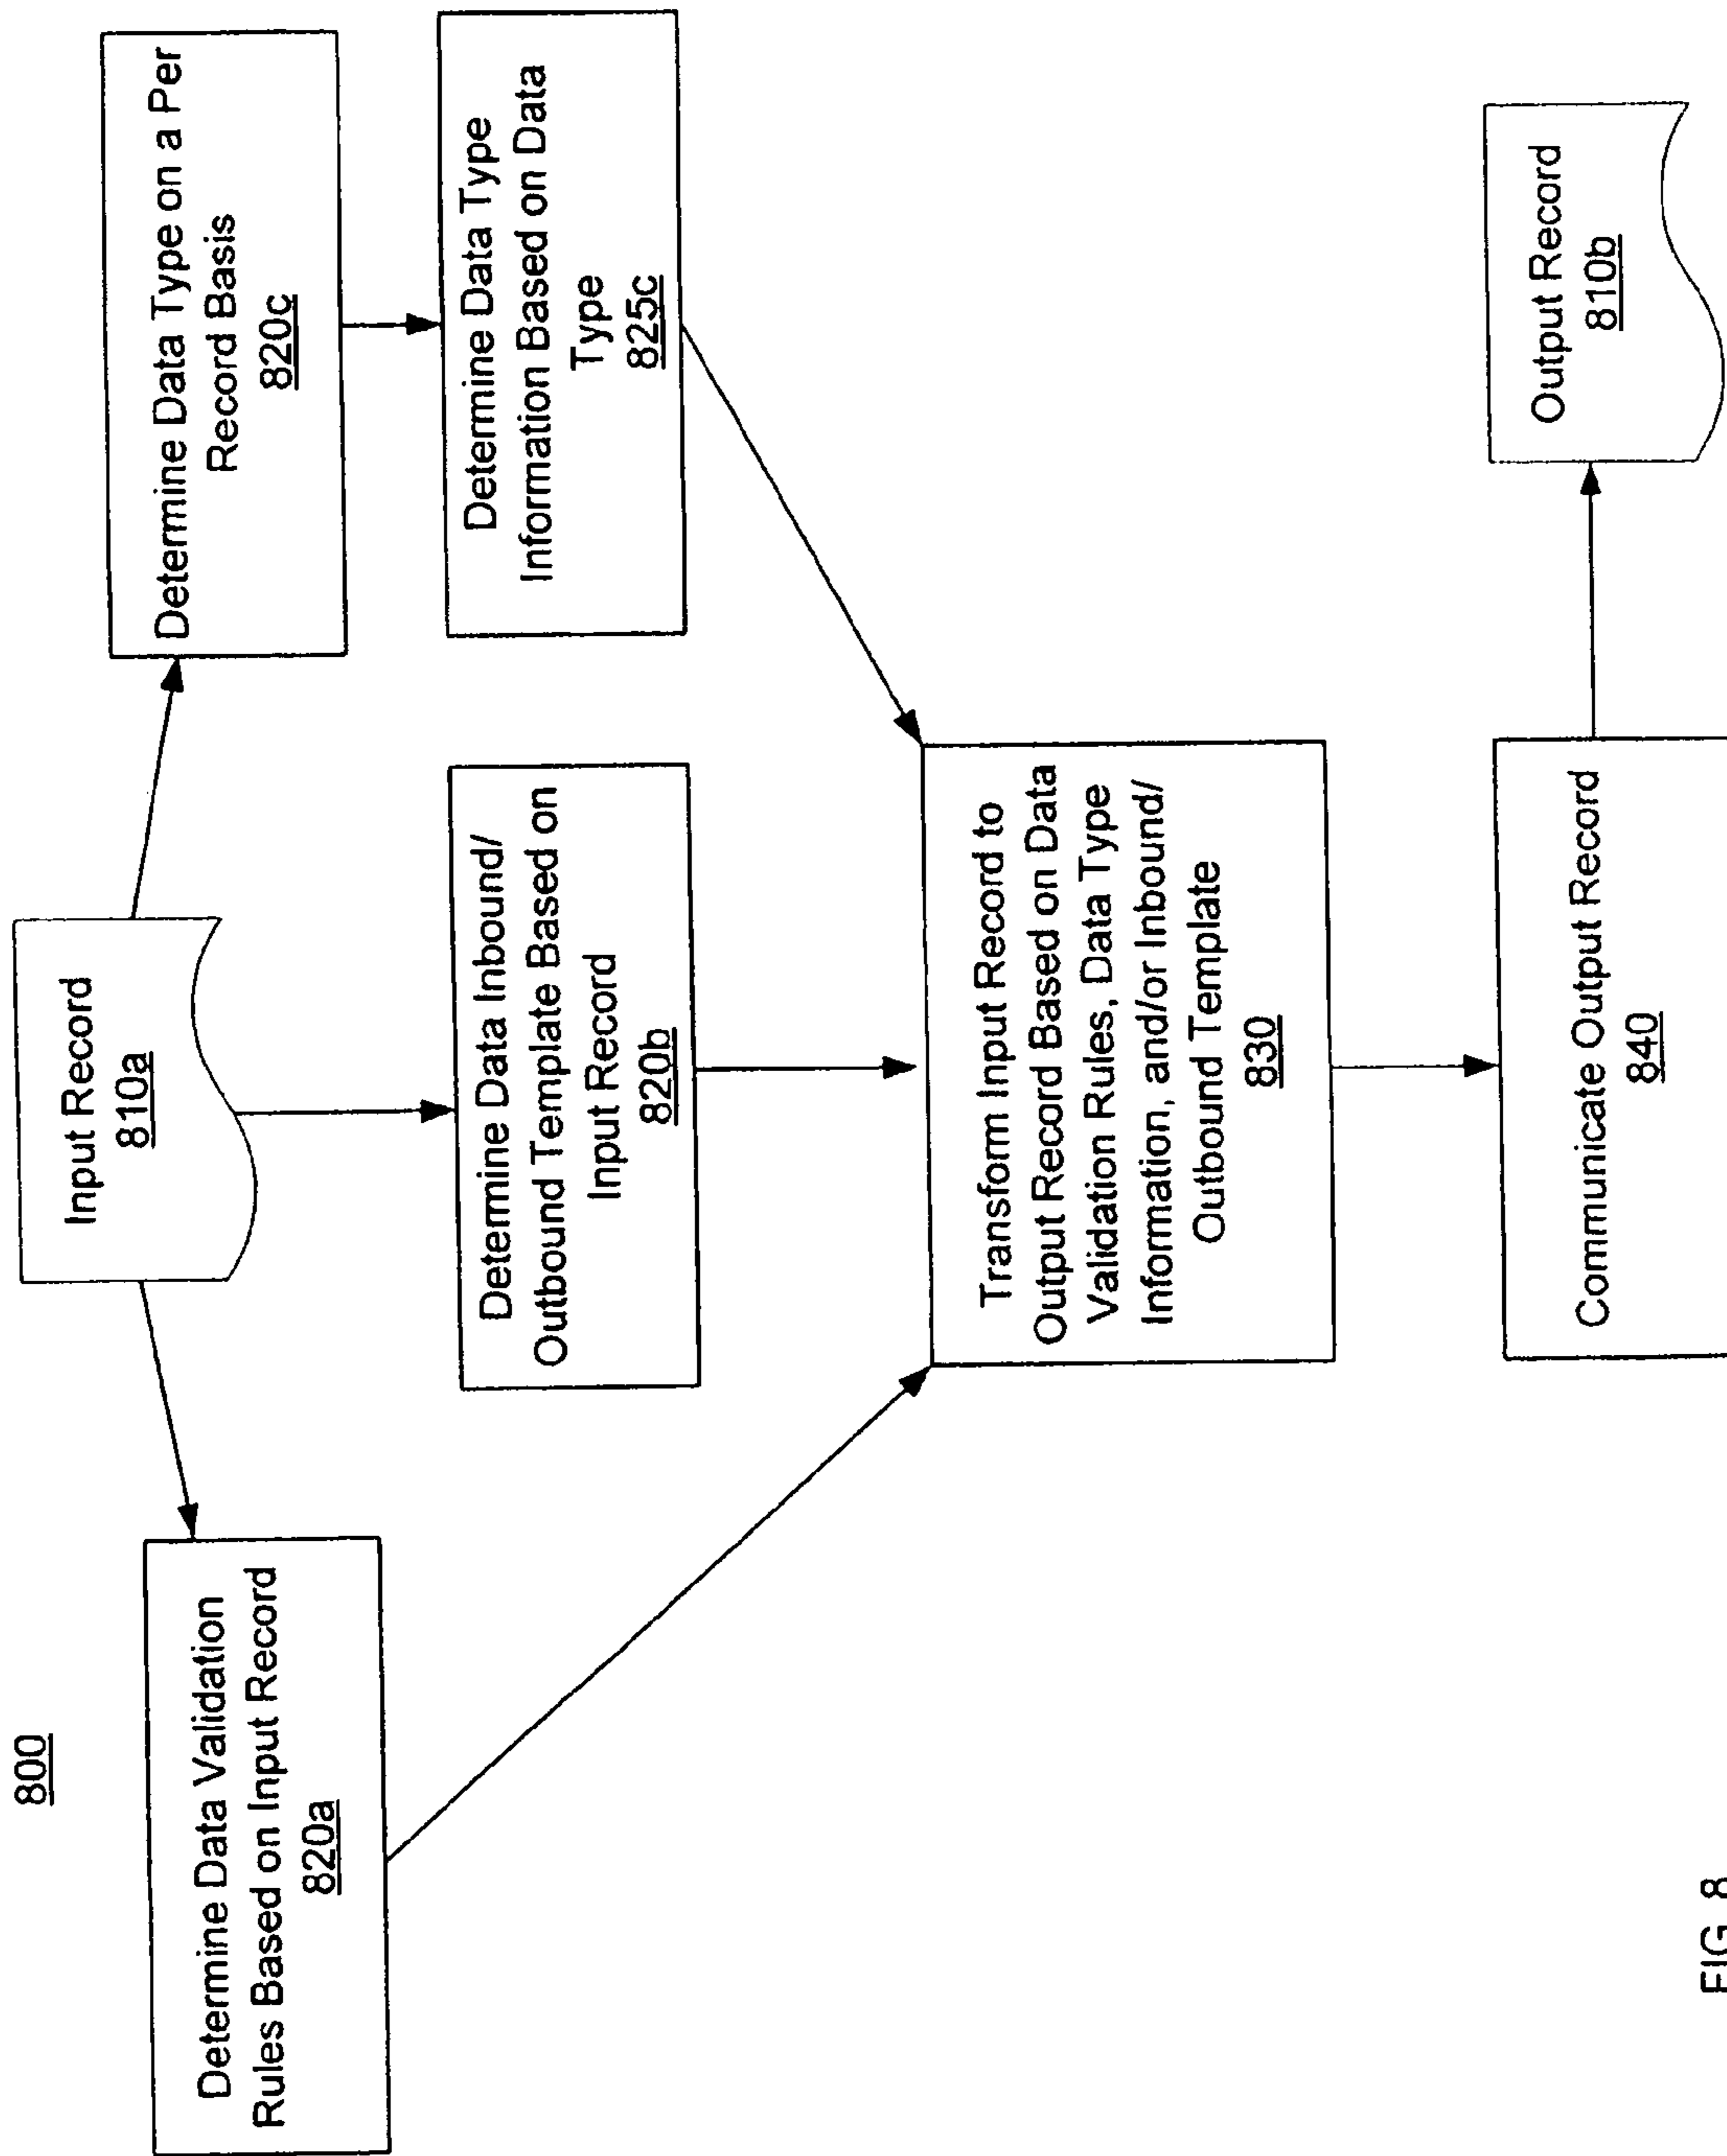 800
Input Record
810a
Determine Data Validation
Rules Based on Input Record
820a
Determine Data Inbound/
Outbound Template Based on
Input Record
820b
Determine Data Type on a Per
Record Basis
820c
Determine Data Type
Information Based on Data
Type
825c
Transform Input Record to
Output Record Based on Data
Validation Rules, Data Type
Information, and/or Inbound/
Outbound Template
830
Communicate Output Record
840
Output Record
810b
FIG. 8